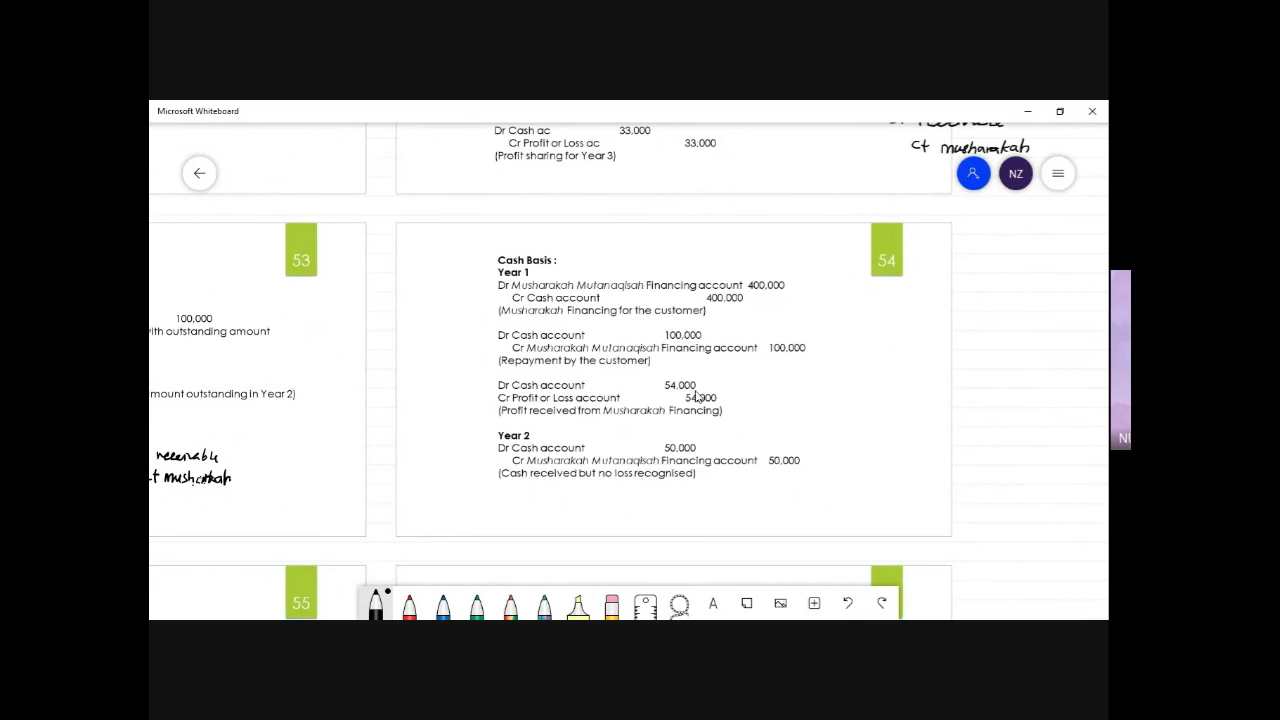 Microsoft Whiteboard
Dr Cash ac 33,000
Cr Profit or Loss ac 33,000
(Profit sharing for Year 3)
ct musharakah
NZ
53
100,000
with outstanding amount
mount outstanding in Year 2)
receivable
t musharakah
54
Cash Basis :
Year 1
Dr Musharakah Mutanaqisah Financing account 400,000
Cr Cash account 400,000
(Musharakah Financing for the customer)
Dr Cash account 100,000
Cr Musharakah Mutanaqisah Financing account 100,000
(Repayment by the customer)
Dr Cash account 54,000
Cr Profit or Loss account 54,000
(Profit received from Musharakah Financing)
Year 2
Dr Cash account 50,000
Cr Musharakah Mutanaqisah Financing account 50,000
(Cash received but no loss recognised)
55
A
NU